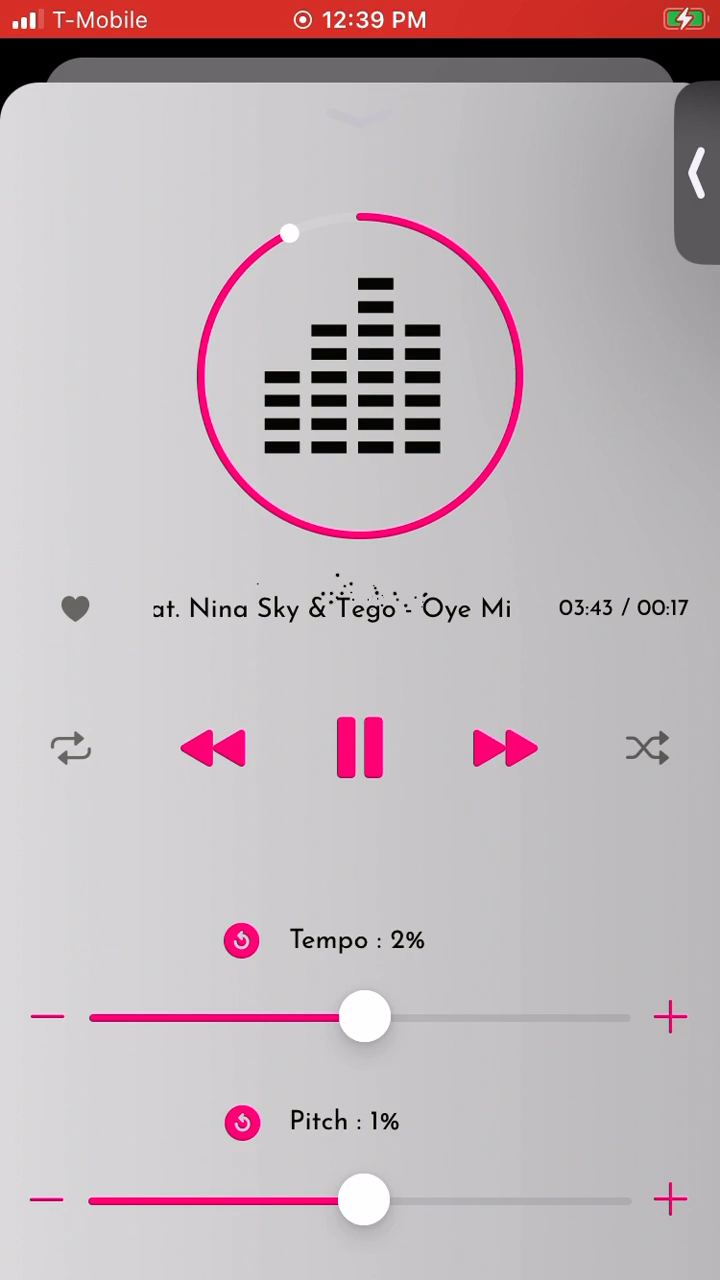 T-Mobile 12:39 PM
at. Nina Sky & Tego - Oye Mi 03:43 / 00:17
Tempo : 2%
Pitch : 1%